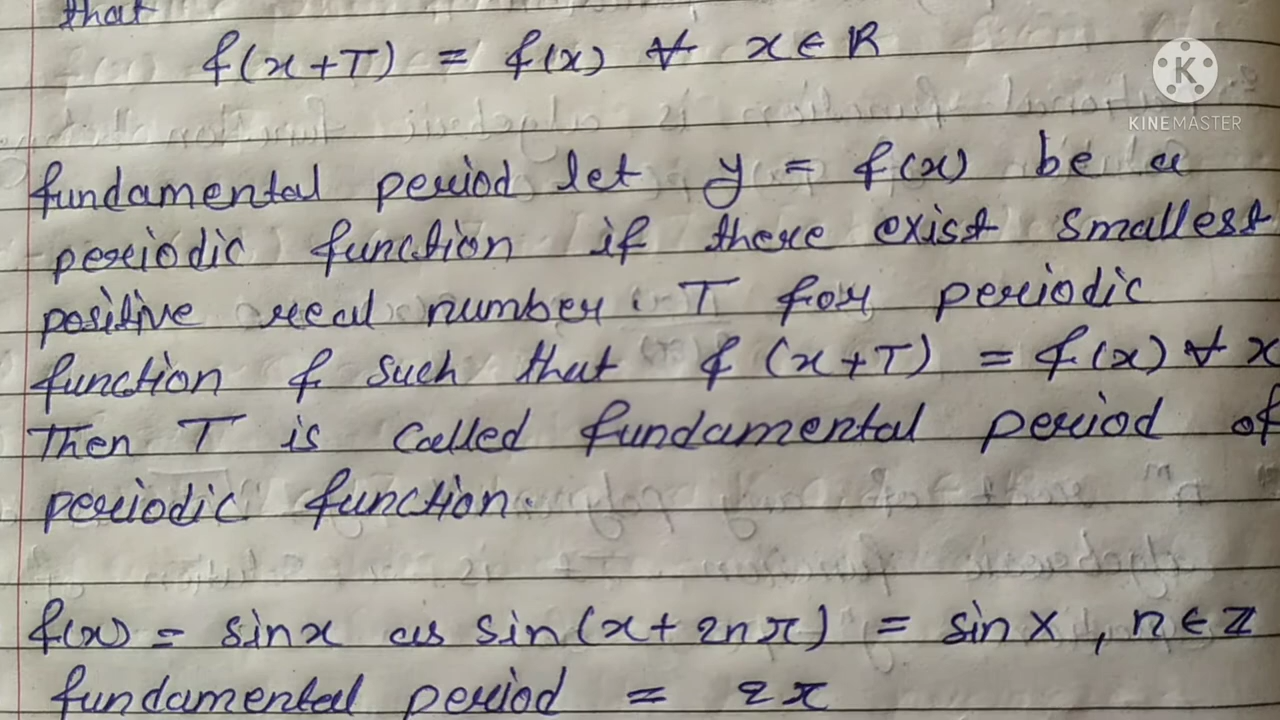 that
f(x+T) = f(x) ∀ x ∈ R
KINEMASTER
fundamental period let y = f(x) be a
periodic function if there exist smallest
positive real number. T for periodic
function f such that f (x+T) = f(x) ∀ x
Then T is called fundamental period of
periodic function.
f(x) = sinx as sin(x+2nπ) = sin x, n ∈ Z
fundamental period = 2π